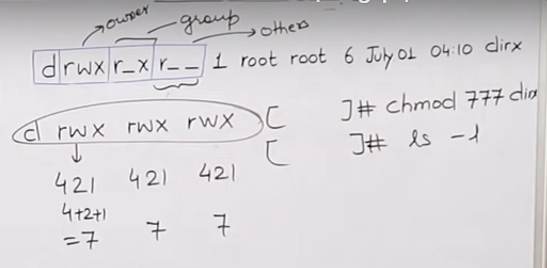 owner group others
drwx r_x r__ 1 root root 6 July 01 04:10 dirx
d rwx rwx rwx [ ]# chmod 777 dirx
[ ]# ls -l
421 421 421
4+2+1
=7 7 7